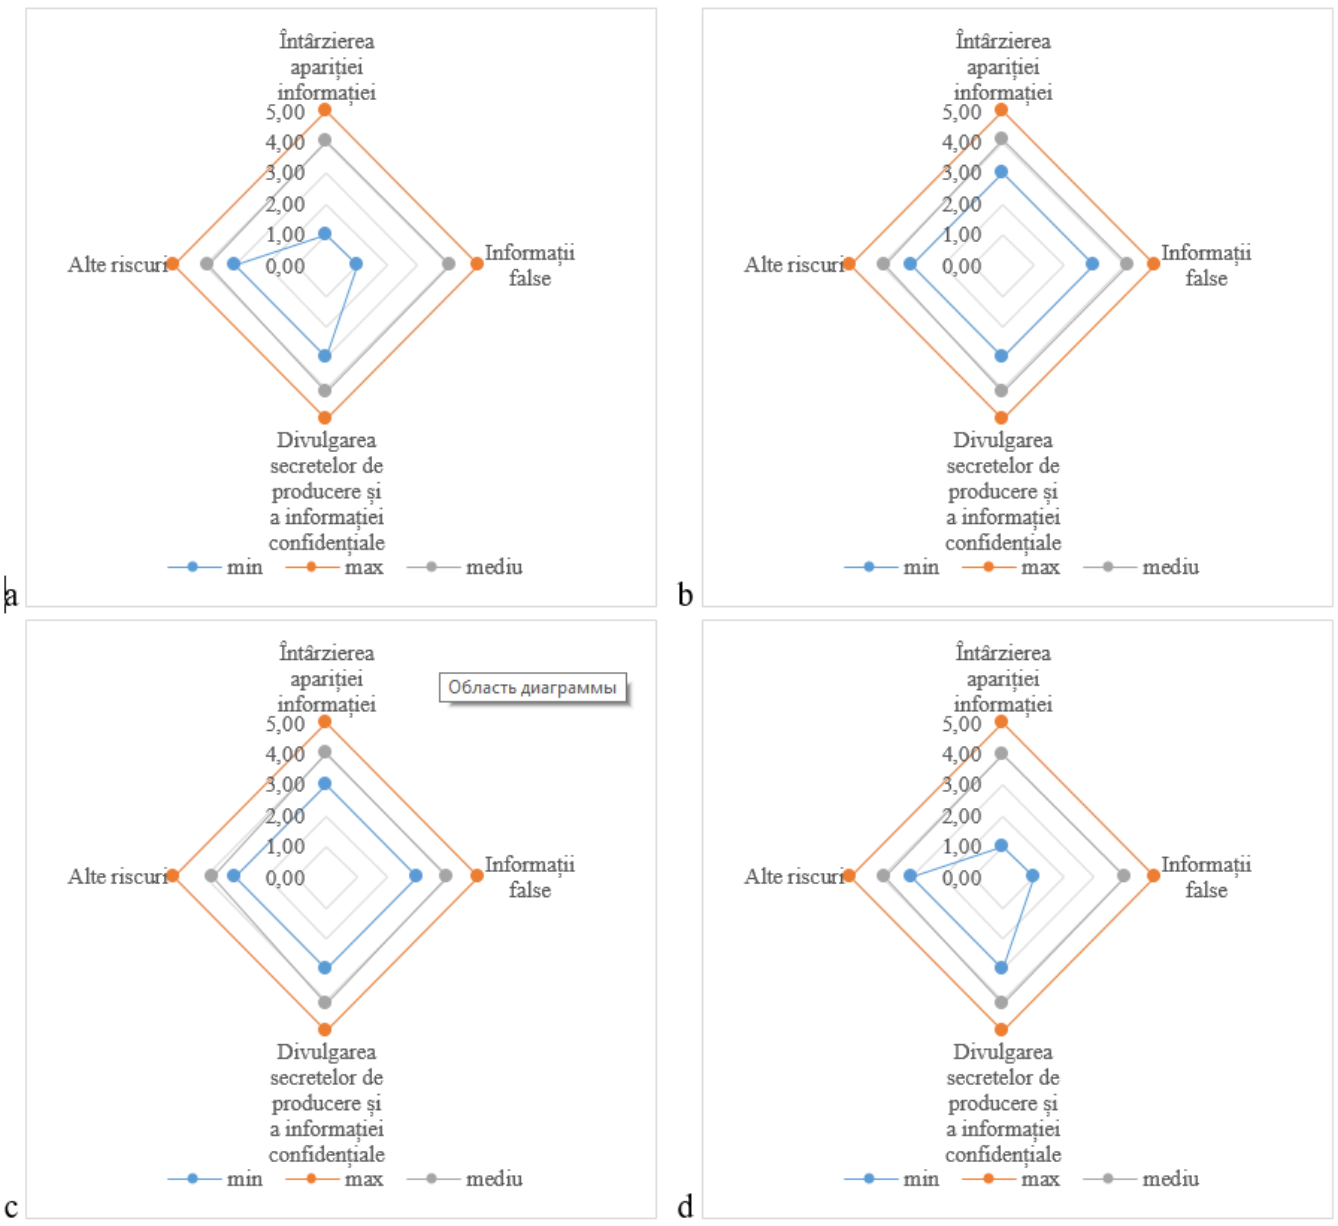 Întârzierea
apariției
informației
5,00
4,00
3,00
2,00
1,00
0,00
Alte riscuri
Informații
false
Divulgarea
secretelor de
producere și
a informației
confidențiale
min max mediu
a
Întârzierea
apariției
informației
5,00
4,00
3,00
2,00
1,00
0,00
Alte riscuri
Informații
false
Divulgarea
secretelor de
producere și
a informației
confidențiale
min max mediu
b
Întârzierea
apariției
informației
Область диаграммы
5,00
4,00
3,00
2,00
1,00
0,00
Alte riscuri
Informații
false
Divulgarea
secretelor de
producere și
a informației
confidențiale
min max mediu
c
Întârzierea
apariției
informației
5,00
4,00
3,00
2,00
1,00
0,00
Alte riscuri
Informații
false
Divulgarea
secretelor de
producere și
a informației
confidențiale
min max mediu
d